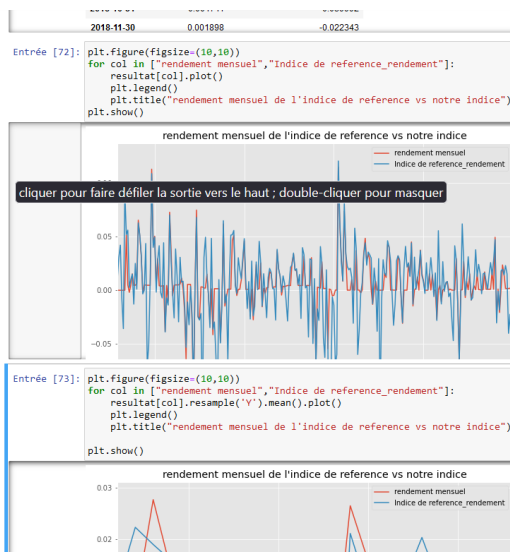 2018-11-30 0.001898 -0.022343
Entrée [72]: plt.figure(figsize=(10,10))
for col in ["rendement mensuel","Indice de reference_rendement"]:
resultat[col].plot()
plt.legend()
plt.title("rendement mensuel de l'indice de reference vs notre indice")
plt.show()
rendement mensuel de l'indice de reference vs notre indice
rendement mensuel
Indice de reference_rendement
cliquer pour faire défiler la sortie vers le haut ; double-cliquer pour masquer
0.05
0.00
−0.05
Entrée [73]: plt.figure(figsize=(10,10))
for col in ["rendement mensuel","Indice de reference_rendement"]:
resultat[col].resample('Y').mean().plot()
plt.legend()
plt.title("rendement mensuel de l'indice de reference vs notre indice")
plt.show()
rendement mensuel de l'indice de reference vs notre indice
0.03
rendement mensuel
Indice de reference_rendement
0.02